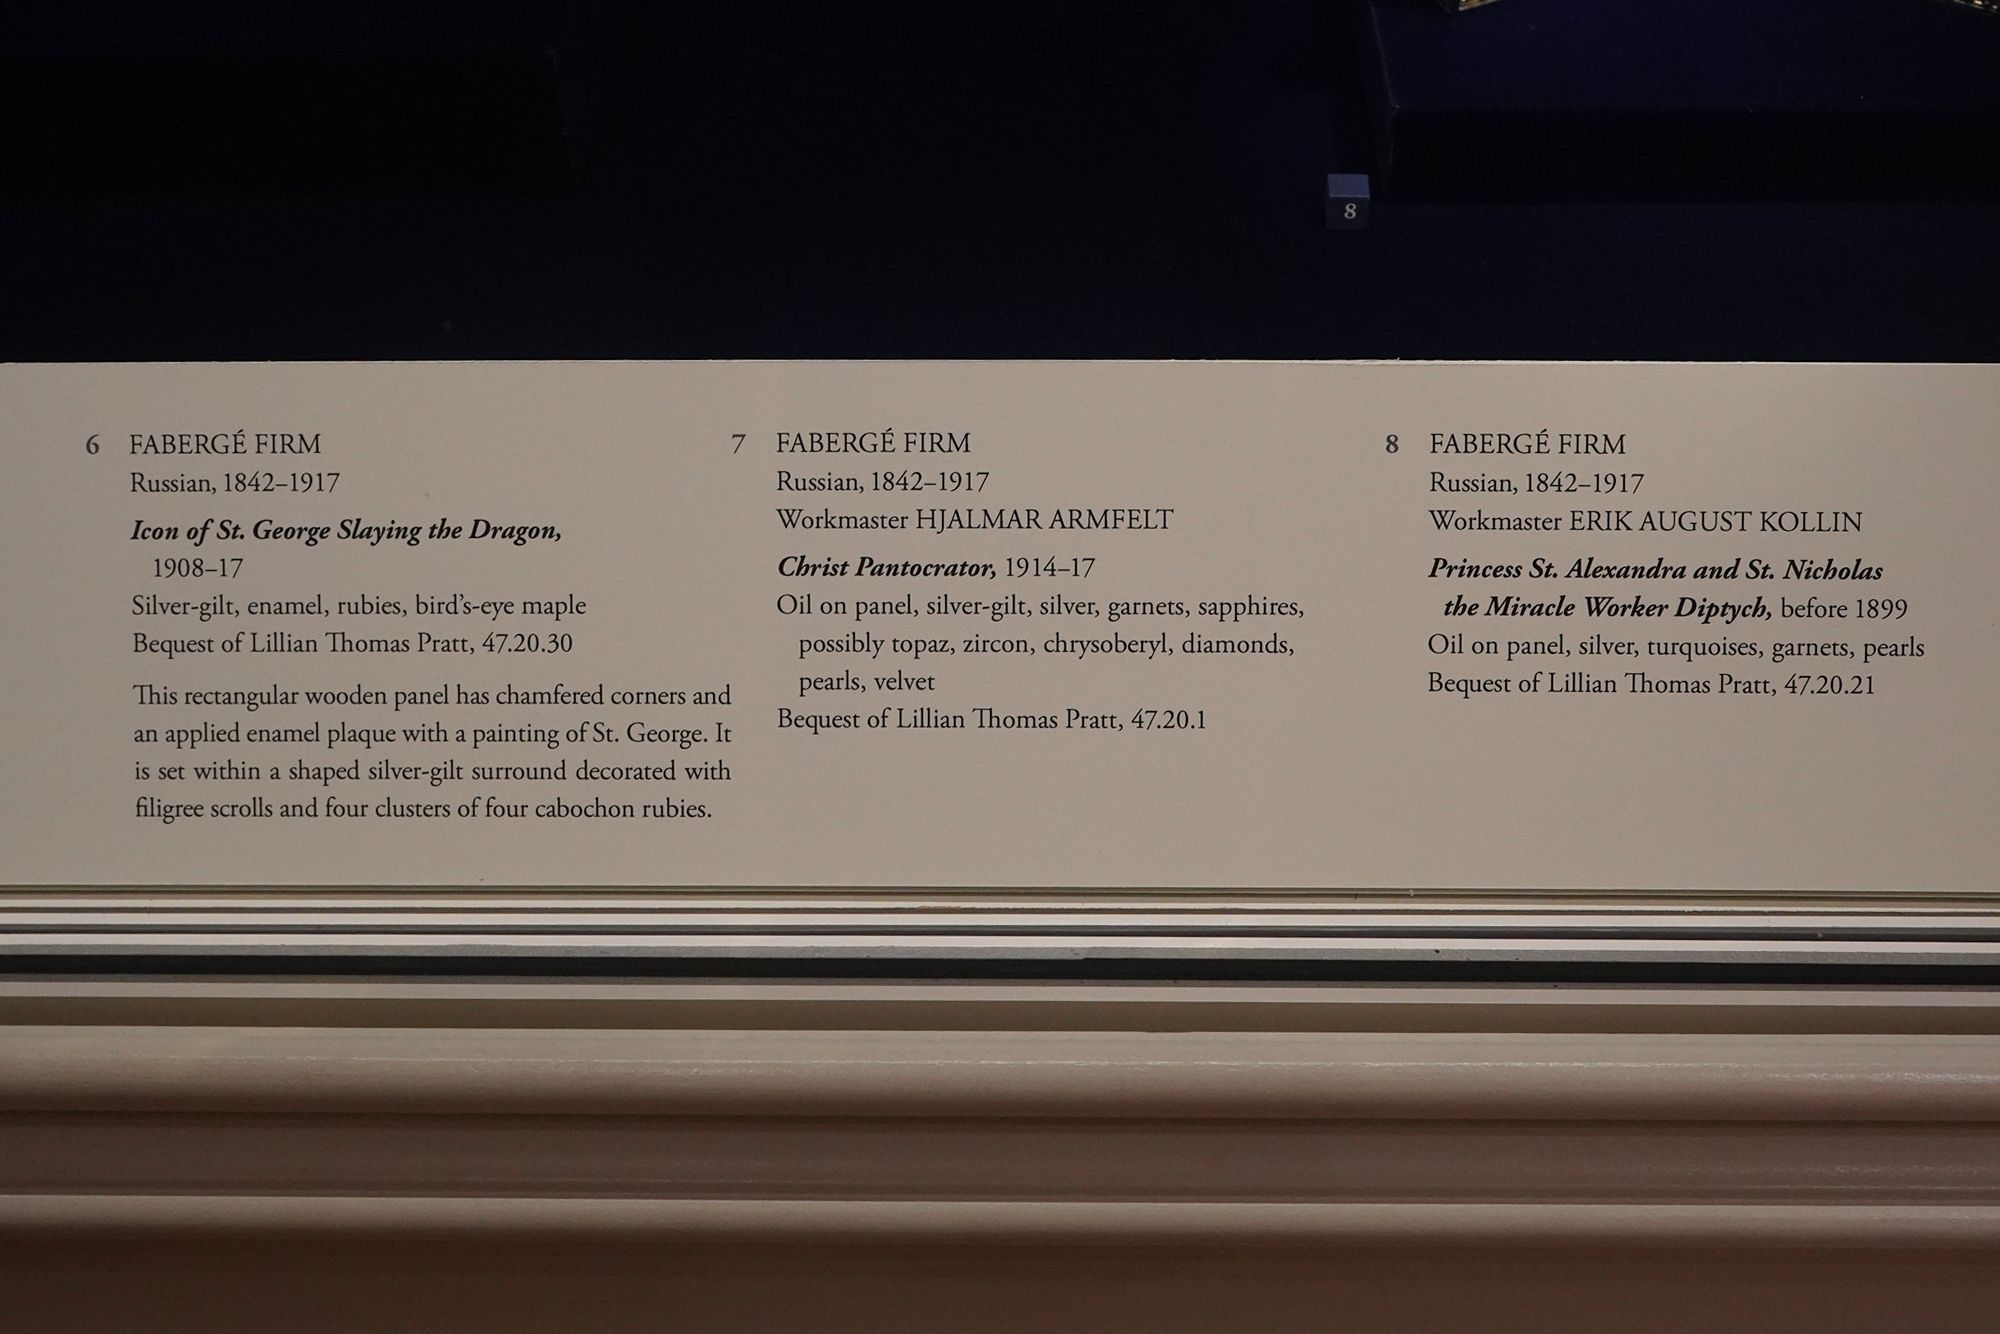 8
6 FABERGÉ FIRM
Russian, 1842–1917
Icon of St. George Slaying the Dragon,
1908–17
Silver-gilt, enamel, rubies, bird's-eye maple
Bequest of Lillian Thomas Pratt, 47.20.30
This rectangular wooden panel has chamfered corners and
an applied enamel plaque with a painting of St. George. It
is set within a shaped silver-gilt surround decorated with
filigree scrolls and four clusters of four cabochon rubies.
7 FABERGÉ FIRM
Russian, 1842–1917
Workmaster HJALMAR ARMFELT
Christ Pantocrator, 1914–17
Oil on panel, silver-gilt, silver, garnets, sapphires,
possibly topaz, zircon, chrysoberyl, diamonds,
pearls, velvet
Bequest of Lillian Thomas Pratt, 47.20.1
8 FABERGÉ FIRM
Russian, 1842–1917
Workmaster ERIK AUGUST KOLLIN
Princess St. Alexandra and St. Nicholas
the Miracle Worker Diptych, before 1899
Oil on panel, silver, turquoises, garnets, pearls
Bequest of Lillian Thomas Pratt, 47.20.21